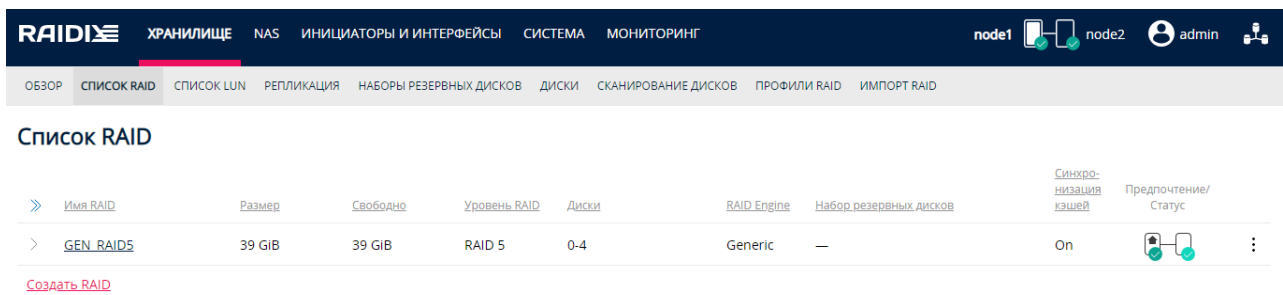 RAIDIX ХРАНИЛИЩЕ NAS ИНИЦИАТОРЫ И ИНТЕРФЕЙСЫ СИСТЕМА МОНИТОРИНГ node1 node2 admin
ОБЗОР СПИСОК RAID СПИСОК LUN РЕПЛИКАЦИЯ НАБОРЫ РЕЗЕРВНЫХ ДИСКОВ ДИСКИ СКАНИРОВАНИЕ ДИСКОВ ПРОФИЛИ RAID ИМПОРТ RAID
Список RAID
Имя RAID Размер Свободно Уровень RAID Диски RAID Engine Набор резервных дисков Синхро-
низация
кэшей Предпочтение/
Статус
GEN_RAID5 39 GiB 39 GiB RAID 5 0-4 Generic — On
Создать RAID